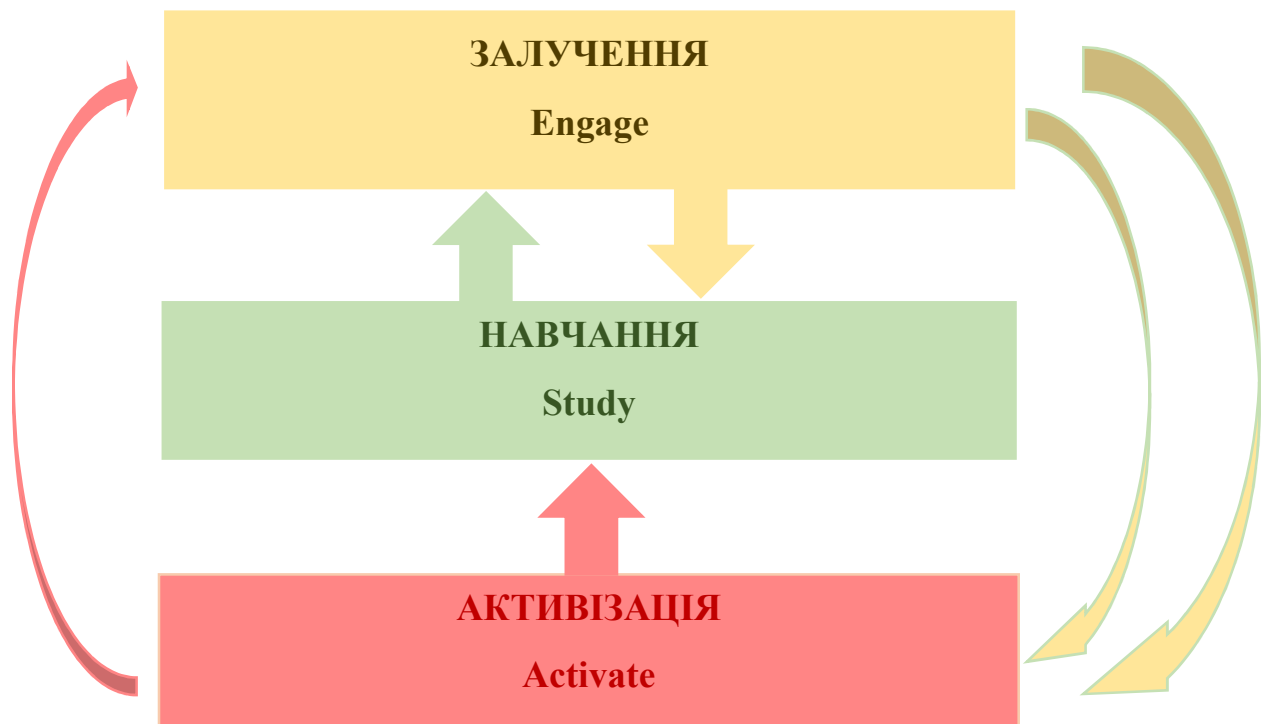 ЗАЛУЧЕННЯ
Engage
НАВЧАННЯ
Study
АКТИВІЗАЦІЯ
Activate